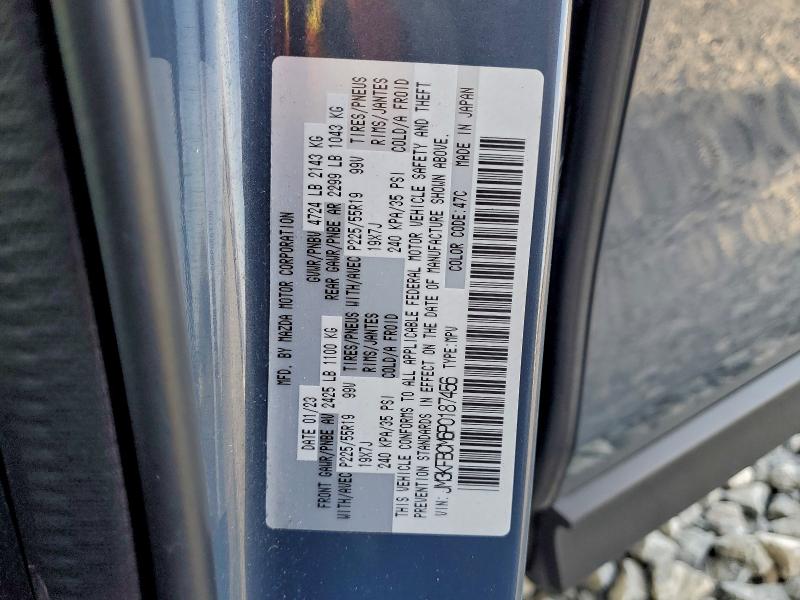 MFD. BY MAZDA MOTOR CORPORATION
DATE 01/23 GVWR/PNBV 4724 LB 2143 KG
FRONT GAWR/PNBE AV 2425 LB 1100 KG REAR GAWR/PNBE AR 2299 LB 1043 KG
WITH/AVEC P225/55R19 99V TIRES/PNEUS WITH/AVEC P225/55R19 99V TIRES/PNEUS
19X7J RIMS/JANTES 19X7J RIMS/JANTES
240 KPA/35 PSI COLD/A FROID 240 KPA/35 PSI COLD/A FROID
THIS VEHICLE CONFORMS TO ALL APPLICABLE FEDERAL MOTOR VEHICLE SAFETY AND THEFT
PREVENTION STANDARDS IN EFFECT ON THE DATE OF MANUFACTURE SHOWN ABOVE.
VIN: JM3KFBCM6P0187456 TYPE:MPV COLOR CODE:47C MADE IN JAPAN